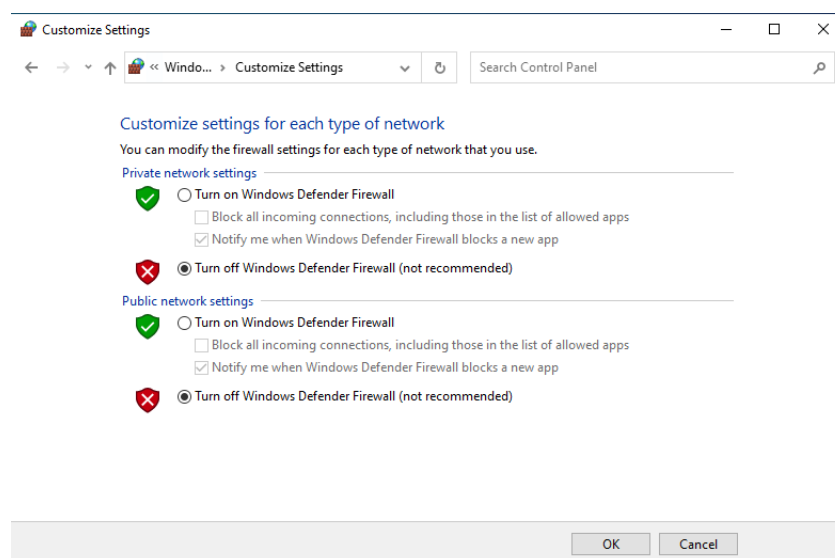 Customize Settings
« Windo... › Customize Settings
Search Control Panel
Customize settings for each type of network
You can modify the firewall settings for each type of network that you use.
Private network settings
Turn on Windows Defender Firewall
Block all incoming connections, including those in the list of allowed apps
Notify me when Windows Defender Firewall blocks a new app
Turn off Windows Defender Firewall (not recommended)
Public network settings
Turn on Windows Defender Firewall
Block all incoming connections, including those in the list of allowed apps
Notify me when Windows Defender Firewall blocks a new app
Turn off Windows Defender Firewall (not recommended)
OK
Cancel